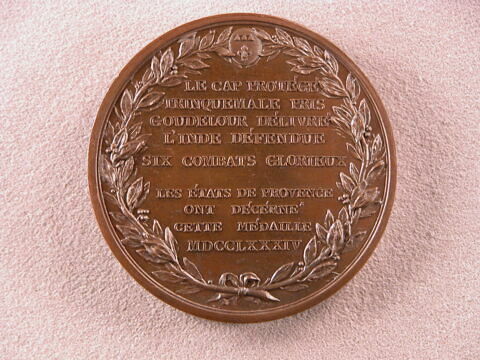 LE CAP PROTÉGÉ
TRINQUEMALE PRIS
GOUDELOUR DÉLIVRÉ
L'INDE DÉFENDUE
SIX COMBATS GLORIEUX
LES ÉTATS DE PROVENCE
ONT DÉCERNÉ
CETTE MÉDAILLE
MDCCLXXXIV